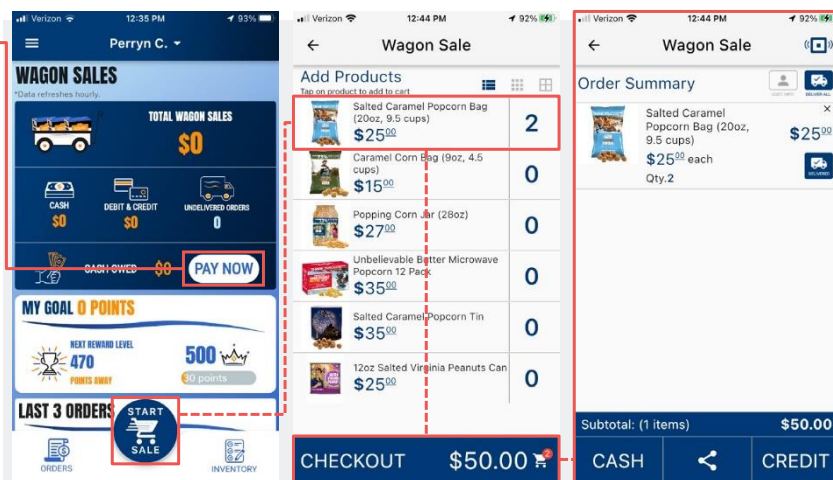 Verizon 12:35 PM 93%
Perryn C.
WAGON SALES
*Data refreshes hourly.
TOTAL WAGON SALES
$0
CASH
$0
DEBIT & CREDIT
$0
UNDELIVERED ORDERS
0
CASH OWED $0 PAY NOW
MY GOAL 0 POINTS
NEXT REWARD LEVEL
470
POINTS AWAY
500
30 points
LAST 3 ORDERS
START
SALE
ORDERS
INVENTORY
Verizon 12:44 PM 92%
Wagon Sale
Add Products
Tap on product to add to cart
Salted Caramel Popcorn Bag
(20oz, 9.5 cups)
$25.00
2
Caramel Corn Bag (9oz, 4.5
cups)
$15.00
0
Popping Corn Jar (28oz)
$27.00
0
Unbelievable Butter Microwave
Popcorn 12 Pack
$35.00
0
Salted Caramel Popcorn Tin
$35.00
0
12oz Salted Virginia Peanuts Can
$25.00
0
CHECKOUT $50.00 2
Verizon 12:44 PM 92%
Wagon Sale
Order Summary
DELIVER ALL
Salted Caramel
Popcorn Bag (20oz,
9.5 cups)
$25.00
$25.00 each
Qty.2
DELIVERED
Subtotal: (1 items) $50.00
CASH
CREDIT